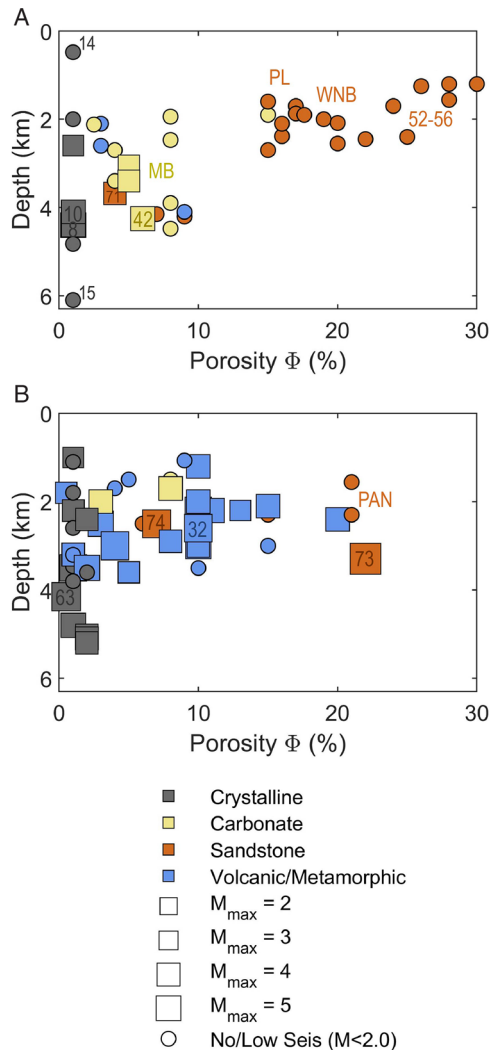 A
0
2
4
6
Depth (km)
14
PL
WNB
52-56
MB
71
10
42
8
15
0
10
20
30
Porosity Φ (%)
B
0
2
4
6
Depth (km)
PAN
74
32
73
63
0
10
20
30
Porosity Φ (%)
Crystalline
Carbonate
Sandstone
Volcanic/Metamorphic
Mmax = 2
Mmax = 3
Mmax = 4
Mmax = 5
No/Low Seis (M<2.0)